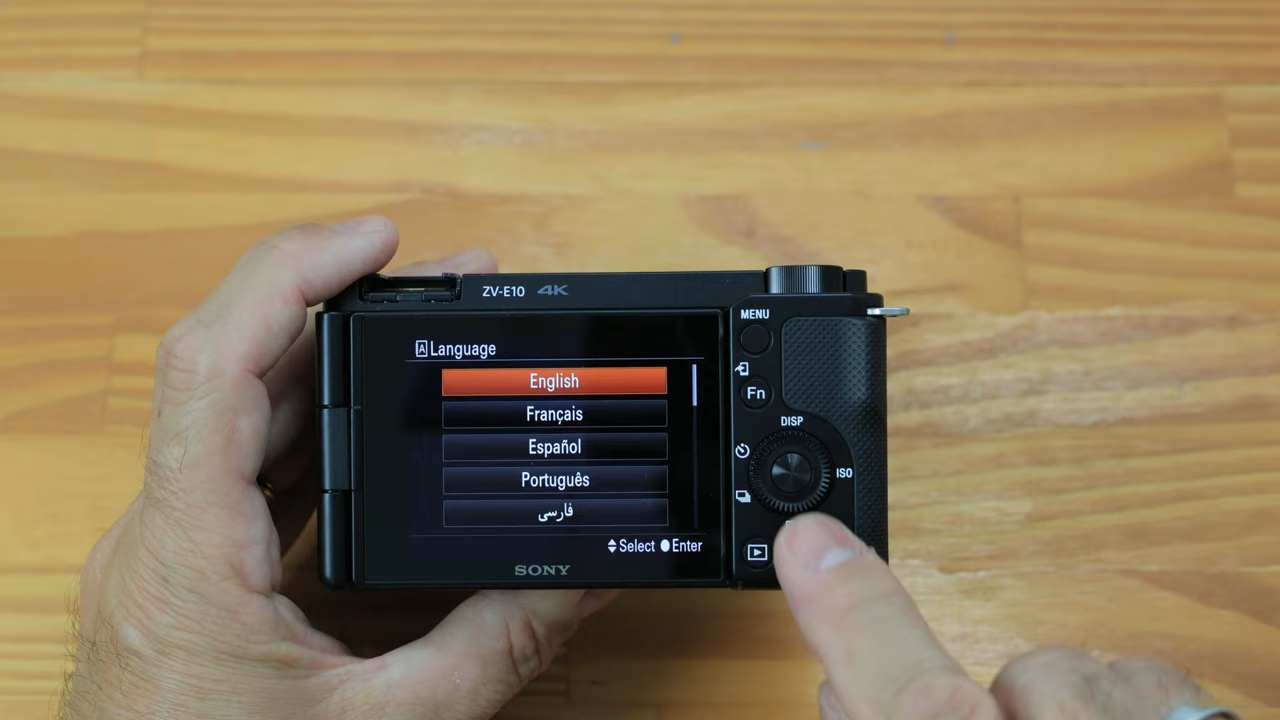 ZV-E10 4K
MENU
A Language
English
Français
Español
Português
فارسی
Select Enter
SONY
Fn
DISP
ISO